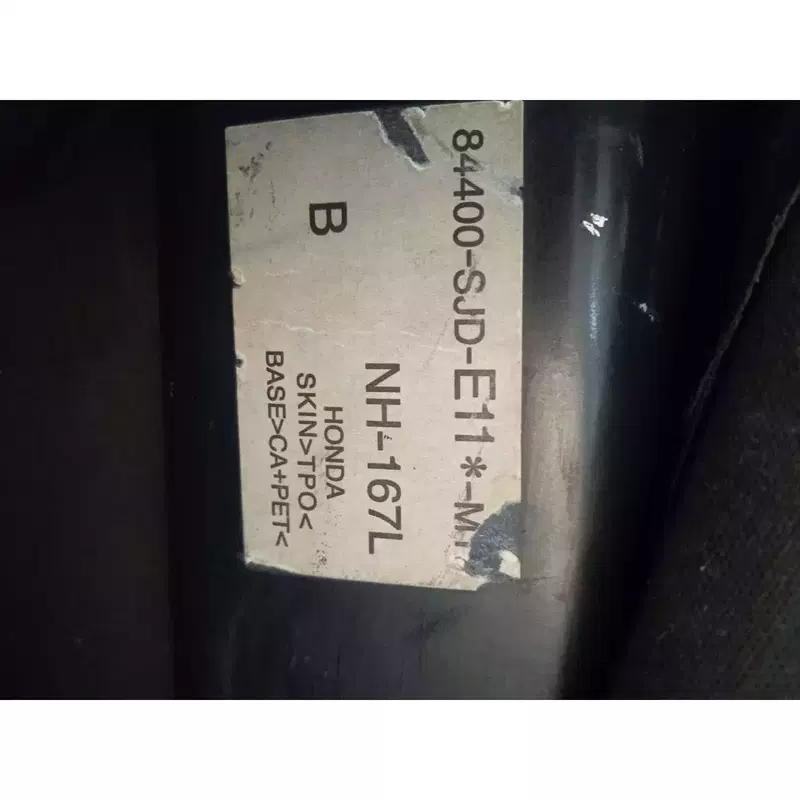 84400-SJD-E11*-M
B
NH-167L
HONDA
SKIN>TPO<
BASE>CA+PET<